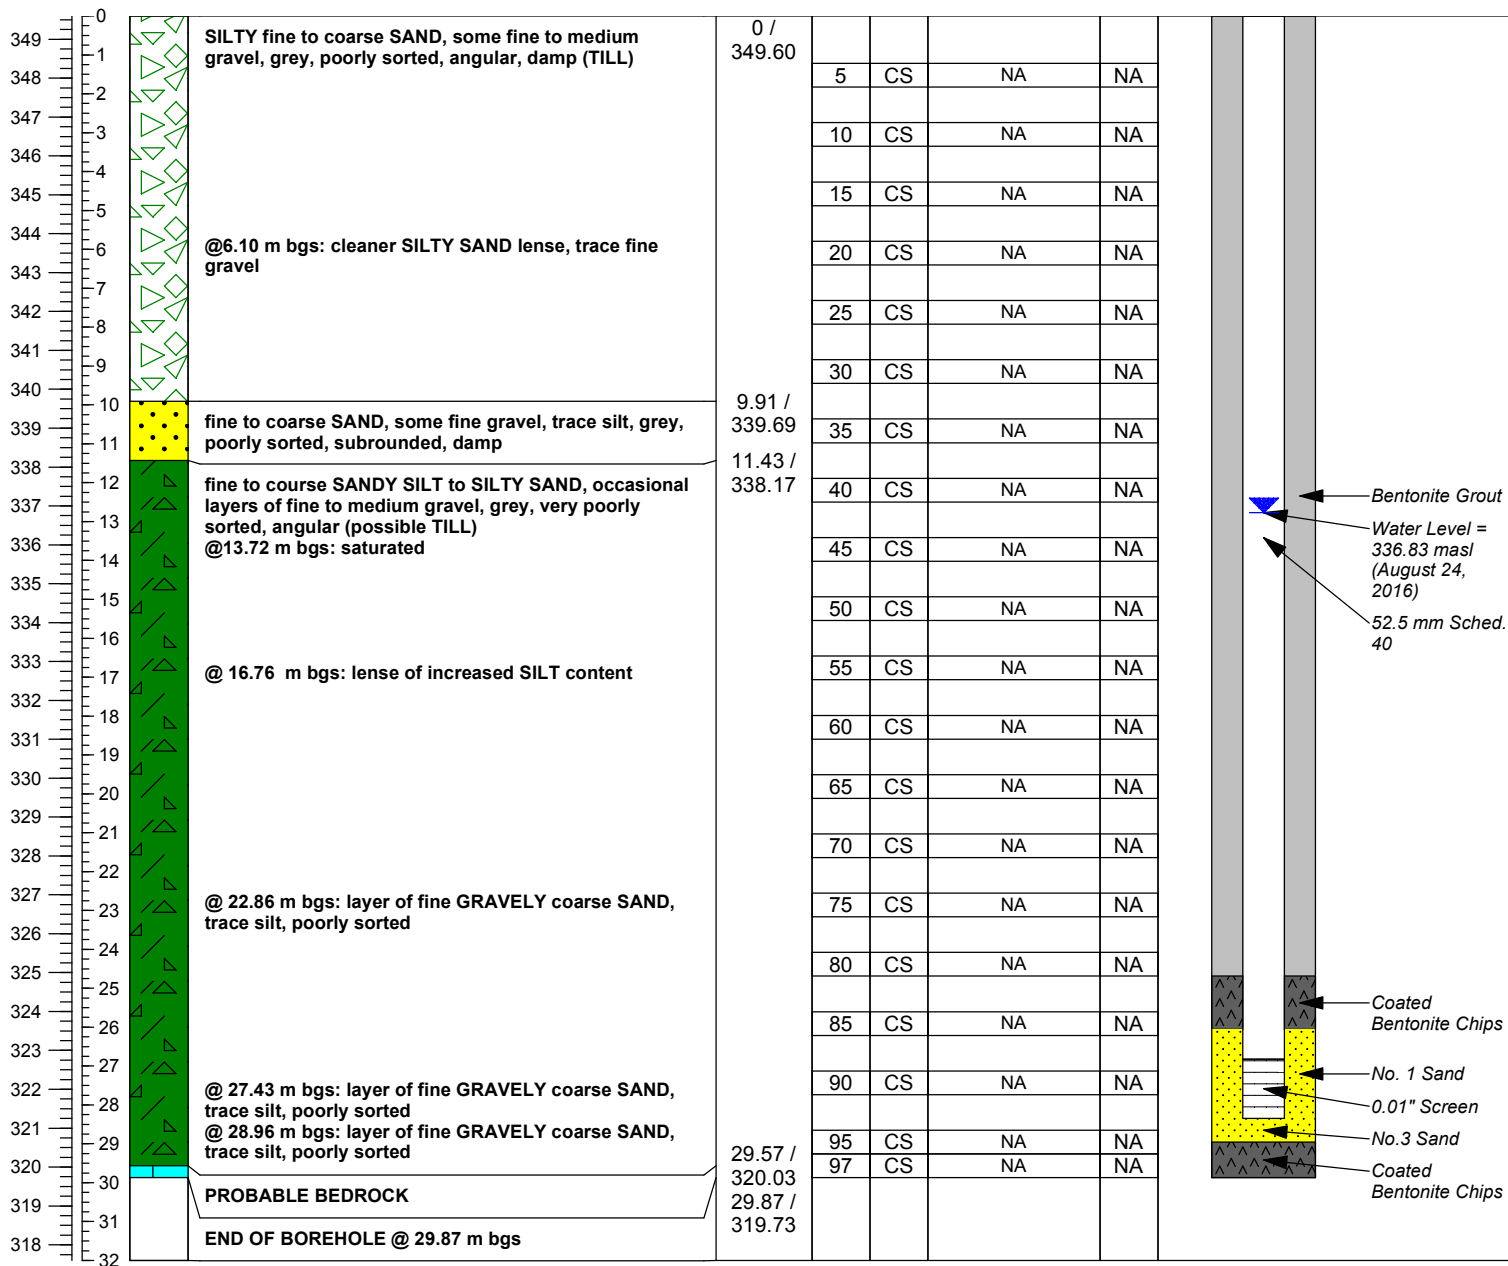 349
348
347
346
345
344
343
342
341
340
339
338
337
336
335
334
333
332
331
330
329
328
327
326
325
324
323
322
321
320
319
318
0
1
2
3
4
5
6
7
8
9
10
11
12
13
14
15
16
17
18
19
20
21
22
23
24
25
26
27
28
29
30
31
32
SILTY fine to coarse SAND, some fine to medium
gravel, grey, poorly sorted, angular, damp (TILL)
@6.10 m bgs: cleaner SILTY SAND lense, trace fine
gravel
fine to coarse SAND, some fine gravel, trace silt, grey,
poorly sorted, subrounded, damp
fine to course SANDY SILT to SILTY SAND, occasional
layers of fine to medium gravel, grey, very poorly
sorted, angular (possible TILL)
@13.72 m bgs: saturated
@ 16.76 m bgs: lense of increased SILT content
@ 22.86 m bgs: layer of fine GRAVELY coarse SAND,
trace silt, poorly sorted
@ 27.43 m bgs: layer of fine GRAVELY coarse SAND,
trace silt, poorly sorted
@ 28.96 m bgs: layer of fine GRAVELY coarse SAND,
trace silt, poorly sorted
PROBABLE BEDROCK
END OF BOREHOLE @ 29.87 m bgs
0 /
349.60
9.91 /
339.69
11.43 /
338.17
29.57 /
320.03
29.87 /
319.73
5 CS NA NA
10 CS NA NA
15 CS NA NA
20 CS NA NA
25 CS NA NA
30 CS NA NA
35 CS NA NA
40 CS NA NA
45 CS NA NA
50 CS NA NA
55 CS NA NA
60 CS NA NA
65 CS NA NA
70 CS NA NA
75 CS NA NA
80 CS NA NA
85 CS NA NA
90 CS NA NA
95 CS NA NA
97 CS NA NA
Bentonite Grout
Water Level =
336.83 masl
(August 24,
2016)
52.5 mm Sched.
40
Coated
Bentonite Chips
No. 1 Sand
0.01" Screen
No.3 Sand
Coated
Bentonite Chips